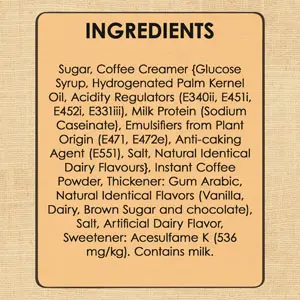 INGREDIENTS
Sugar, Coffee Creamer {Glucose
Syrup, Hydrogenated Palm Kernel
Oil, Acidity Regulators (E340ii, E451i,
E452i, E331iii), Milk Protein (Sodium
Caseinate), Emulsifiers from Plant
Origin (E471, E472e), Anti-caking
Agent (E551), Salt, Natural Identical
Dairy Flavours}, Instant Coffee
Powder, Thickener: Gum Arabic,
Natural Identical Flavors (Vanilla,
Dairy, Brown Sugar and chocolate),
Salt, Artificial Dairy Flavor,
Sweetener: Acesulfame K (536
mg/kg). Contains milk.